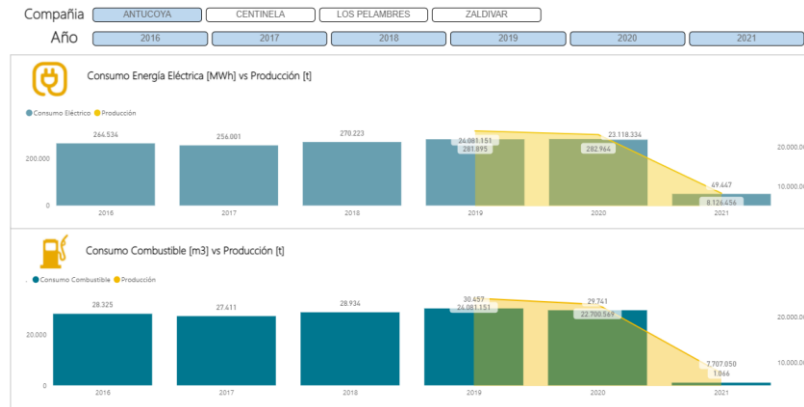 Compañia ANTUCOYA CENTINELA LOS PELAMBRES ZALDIVAR
Año 2016 2017 2018 2019 2020 2021
Consumo Energía Eléctrica [MWh] vs Producción [t]
Consumo Eléctrico Producción
264.534 256.001 270.223 24.081.151 23.118.334
281.895 282.964
200.000 20.000.00
49.447 10.000.00
8.126.456
0
2016 2017 2018 2019 2020 2021
Consumo Combustible [m3] vs Producción [t]
Consumo Combustible Producción
28.325 27.411 28.934 30.457 29.741
24.081.151 22.700.569
20.000 20.000.00
7.707.050 10.000.00
1.866
0
2016 2017 2018 2019 2020 2021